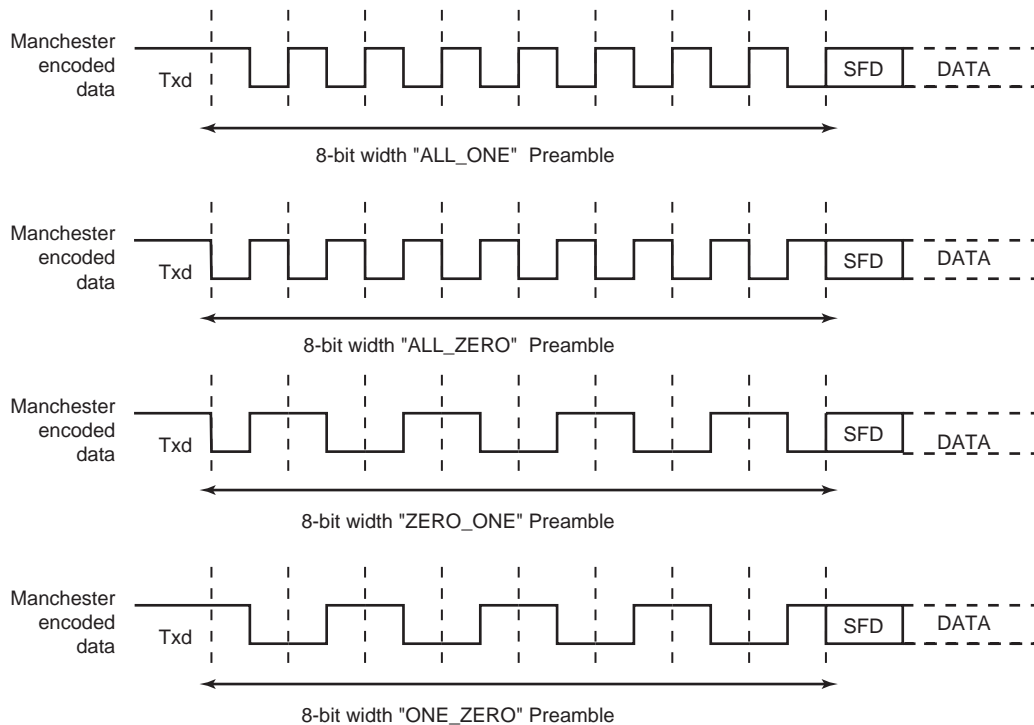 Manchester
encoded
data
Txd
SFD
DATA
8-bit width "ALL_ONE" Preamble
Manchester
encoded
data
Txd
SFD
DATA
8-bit width "ALL_ZERO" Preamble
Manchester
encoded
data
Txd
SFD
DATA
8-bit width "ZERO_ONE" Preamble
Manchester
encoded
data
Txd
SFD
DATA
8-bit width "ONE_ZERO" Preamble